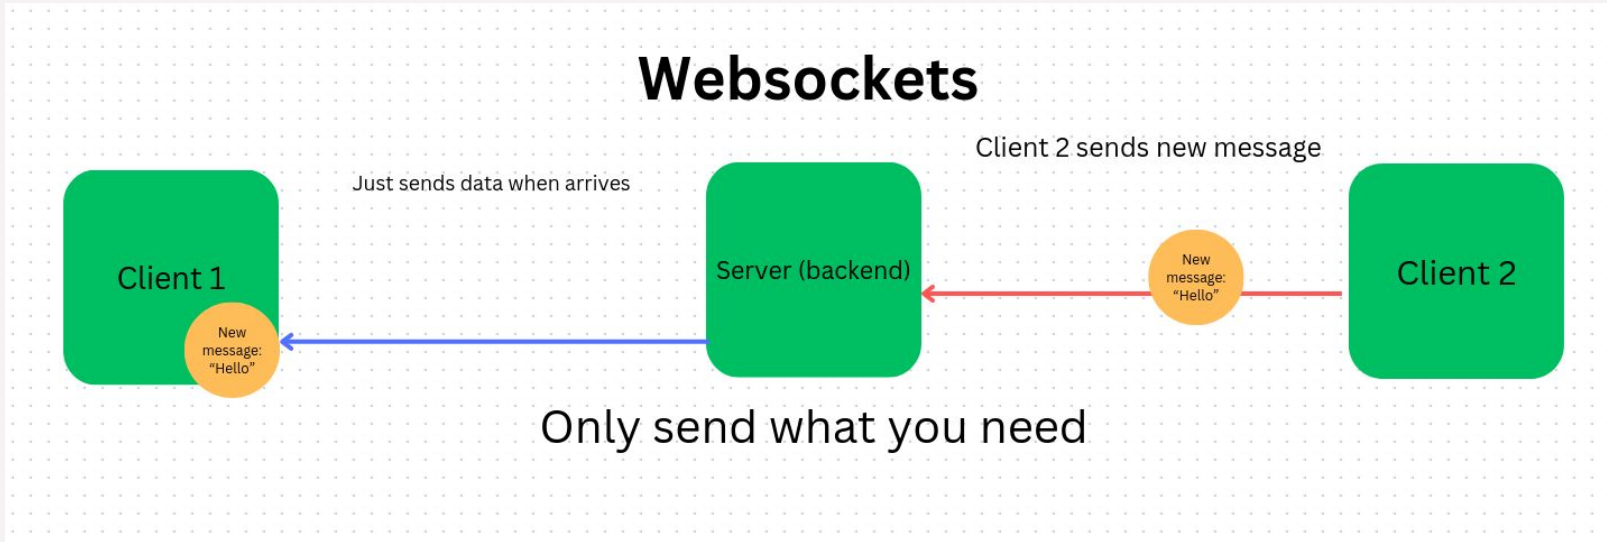 Websockets
Client 2 sends new message
Just sends data when arrives
Client 1
New
message:
“Hello”
Server (backend)
New
message:
“Hello”
Client 2
Only send what you need